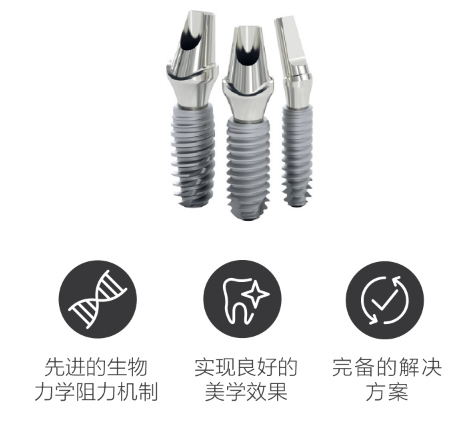 先进的生物
力学阻力机制
实现良好的
美学效果
完备的解决
方案